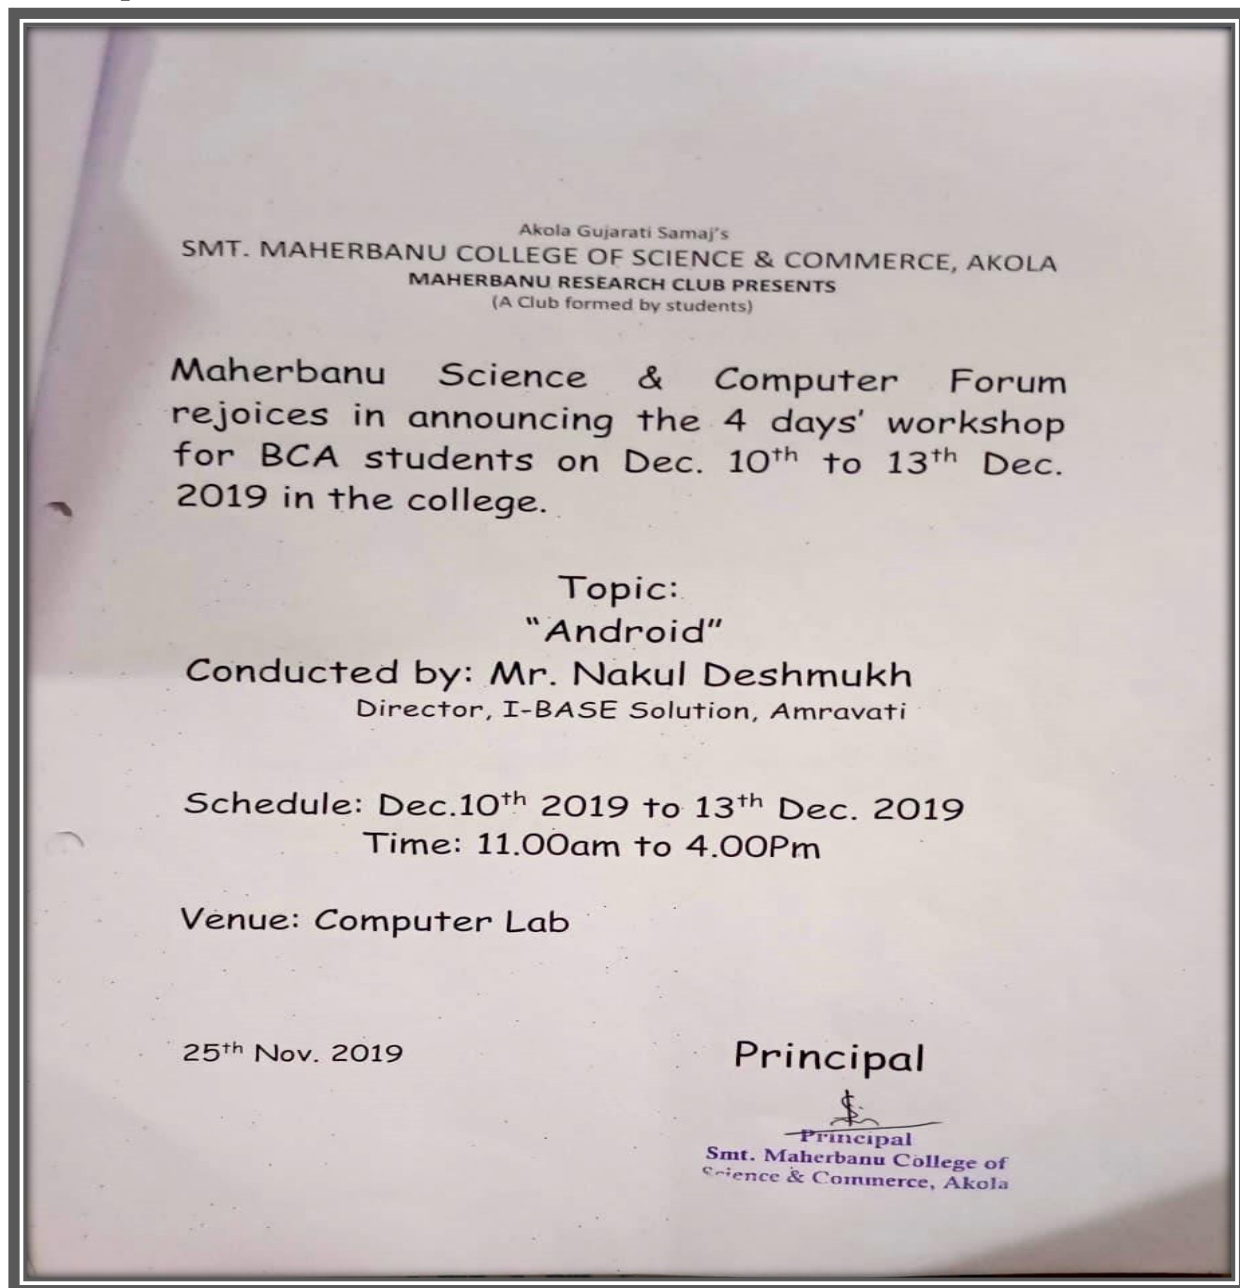 Akola Gujarati Samaj's
SMT. MAHERBANU COLLEGE OF SCIENCE & COMMERCE, AKOLA
MAHERBANU RESEARCH CLUB PRESENTS
(A Club formed by students)
Maherbanu Science & Computer Forum
rejoices in announcing the 4 days' workshop
for BCA students on Dec. 10th to 13th Dec.
2019 in the college.
Topic:
"Android"
Conducted by: Mr. Nakul Deshmukh
Director, I-BASE Solution, Amravati
Schedule: Dec.10th 2019 to 13th Dec. 2019
Time: 11.00am to 4.00Pm
Venue: Computer Lab
25th Nov. 2019
Principal
Principal
Smt. Maherbanu College of
Science & Commerce, Akola